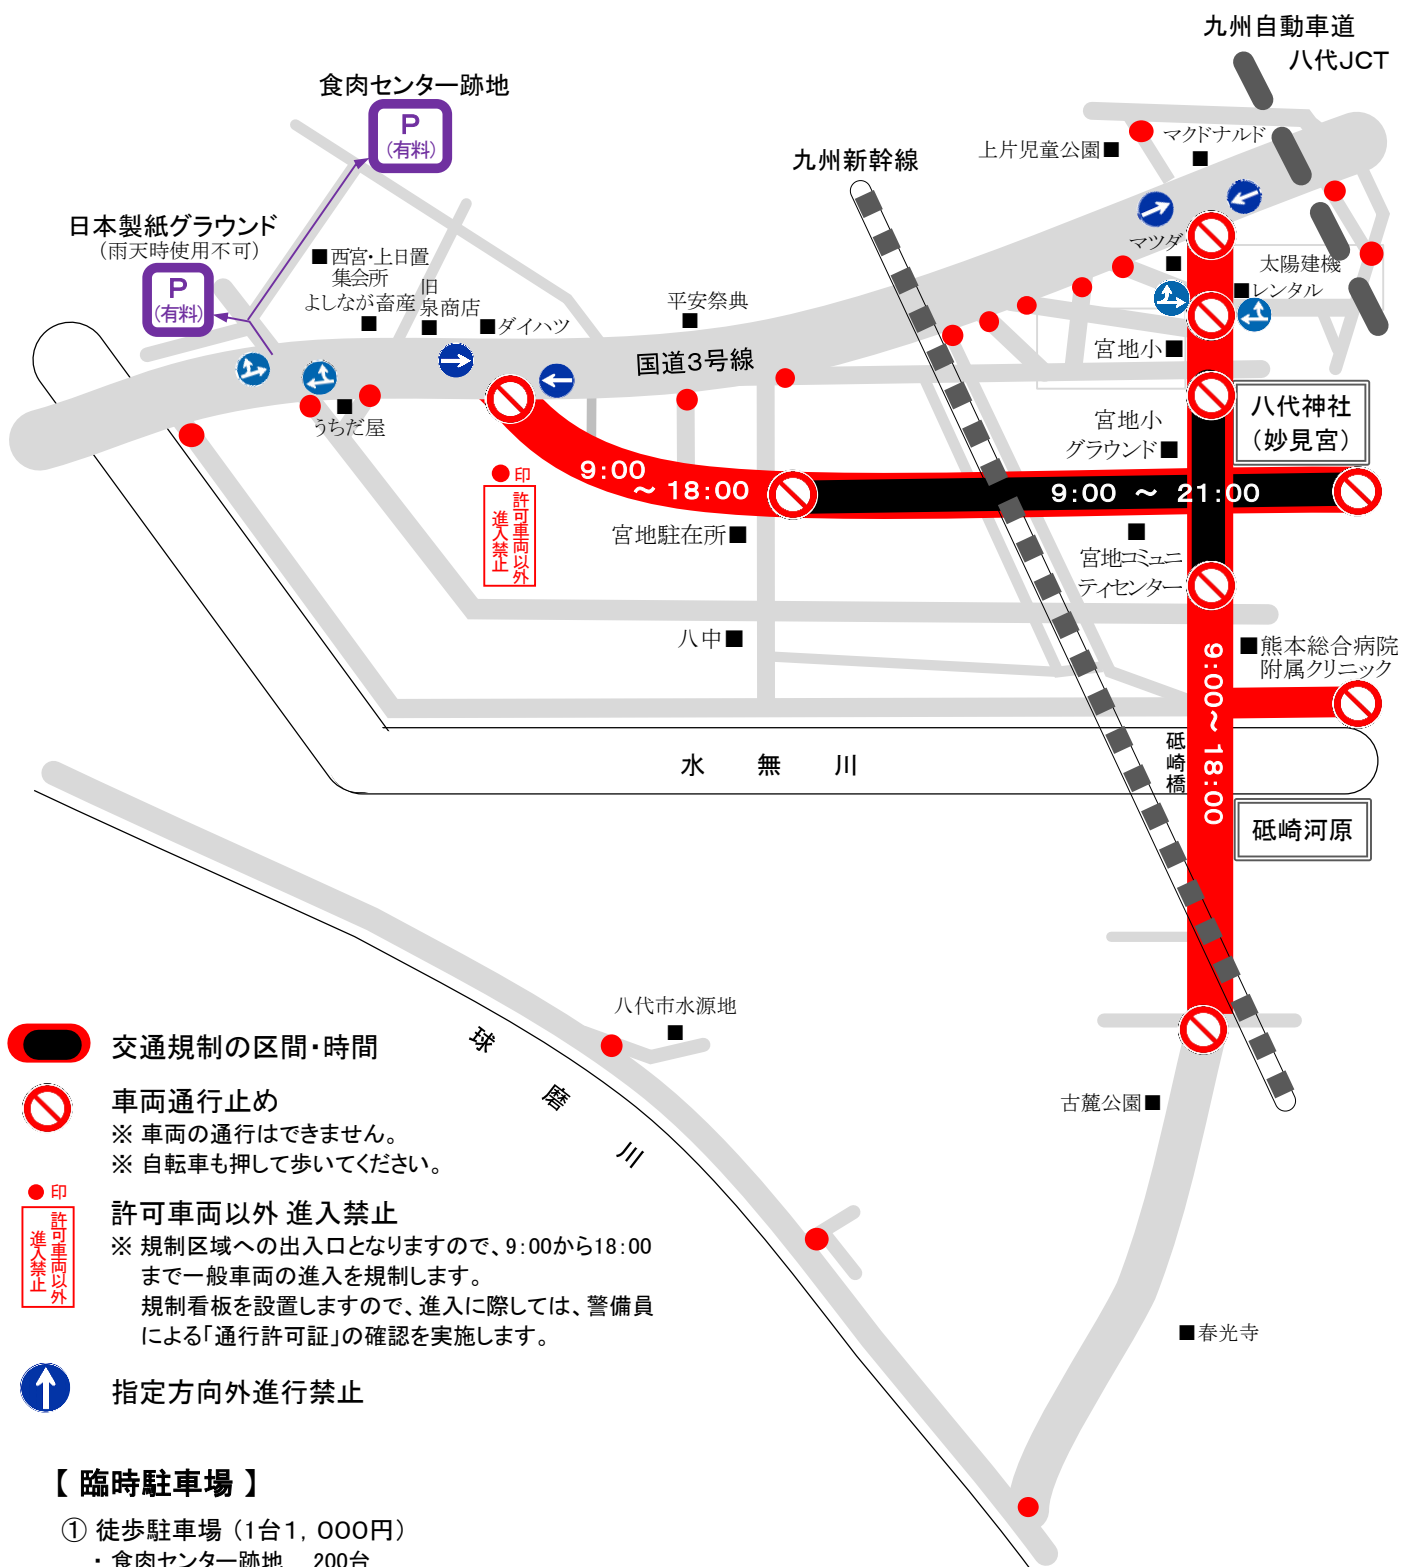 九州自動車道
八代JCT
食肉センター跡地
P
(有料)
マクドナルド
上片児童公園■
九州新幹線
日本製紙グラウンド
（雨天時使用不可）
P
(有料)
■西宮・上日置
集会所
よしなが畜産
旧
泉商店
■ダイハツ
平安祭典
マツダ
太陽建機
■レンタル
国道3号線
宮地小■
うちだ屋
八代神社
（妙見宮）
宮地小
グラウンド■
●印
許可車両以外
進入禁止
9:00
～ 18:00
9:00 ～ 21:00
宮地駐在所■
宮地コミュニ
ティセンター
八中■
■熊本総合病院
附属クリニック
9:00～18:00
水 無 川
砥崎橋
砥崎河原
八代市水源地
球 磨 川
古麓公園■
■春光寺
交通規制の区間・時間
車両通行止め
※ 車両の通行はできません。
※ 自転車も押して歩いてください。
●印
許可車両以外
進入禁止
許可車両以外 進入禁止
※ 規制区域への出入口となりますので、9:00から18:00
まで一般車両の進入を規制します。
規制看板を設置しますので、進入に際しては、警備員
による「通行許可証」の確認を実施します。
指定方向外進行禁止
【 臨時駐車場 】
① 徒歩駐車場（1台1，000円）
・ 食肉センター跡地 200台